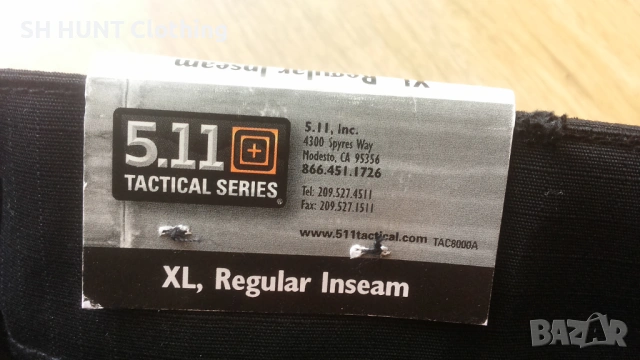 SH HUNT Clothing
XL, Regular Inseam
5.11
TACTICAL SERIES®
5.11, Inc.
4300 Spyres Way
Modesto, CA 95356
866.451.1726
Tel: 209.527.4511
Fax: 209.527.1511
www.511tactical.com TAC8000A
XL, Regular Inseam
BAZAR